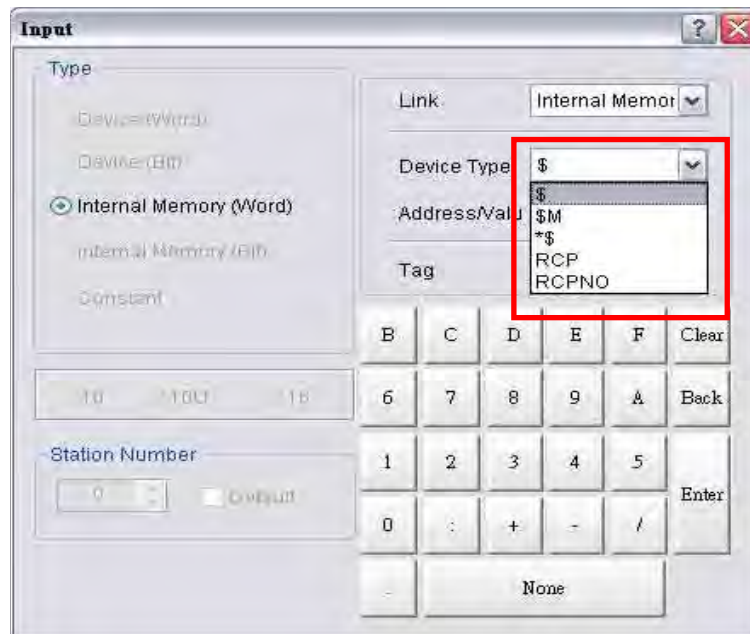 Input
Type
Device (Word)
Device (Bit)
Internal Memory (Word)
Internal Memory (Bit)
Constant
Link
Internal Memor
Device Type
$
$
$M
*$
RCP
RCPNO
Address/Valu
Tag
B C D E F Clear
6 7 8 9 A Back
1 2 3 4 5
0 : + - / Enter
. None
Station Number
0
Default